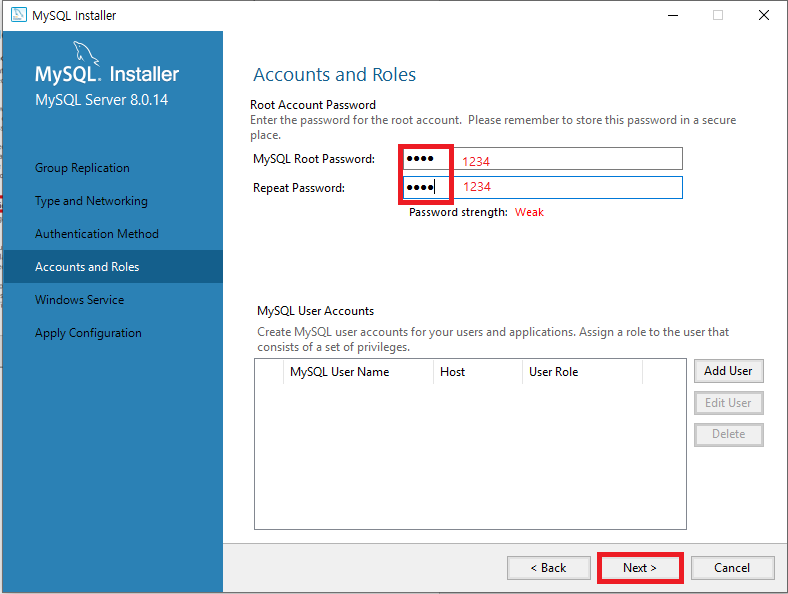 MySQL Installer
MySQL® Installer
MySQL Server 8.0.14
Group Replication
Type and Networking
Authentication Method
Accounts and Roles
Windows Service
Apply Configuration
Accounts and Roles
Root Account Password
Enter the password for the root account. Please remember to store this password in a secure
place.
MySQL Root Password: •••• 1234
Repeat Password: •••• 1234
Password strength: Weak
MySQL User Accounts
Create MySQL user accounts for your users and applications. Assign a role to the user that
consists of a set of privileges.
MySQL User Name Host User Role
Add User
Edit User
Delete
< Back Next > Cancel